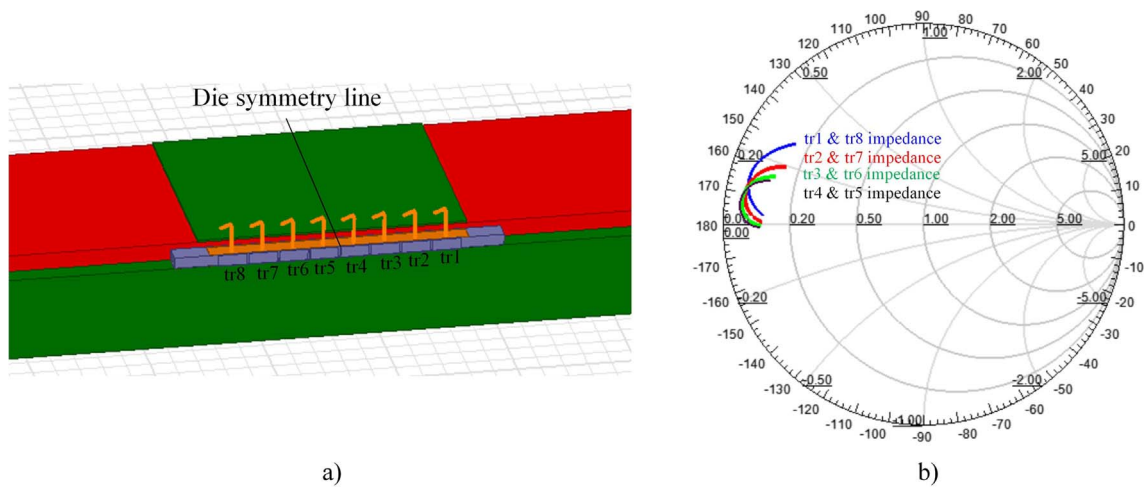 Die symmetry line
tr8 tr7 tr6 tr5 tr4 tr3 tr2 tr1
a)
90
100 80
110 1.00 70
120 60
130 0.50 2.00 50
140 40
150 30
tr1 & tr8 impedance
160 0.20 5.00 20
tr2 & tr7 impedance
tr3 & tr6 impedance
170 10
tr4 & tr5 impedance
180 0.00 0.20 0.50 1.00 2.00 5.00 0
0.00
-170 -10
-160 -0.20 -5.00 -20
-150 -30
-140 -40
-130 -0.50 -2.00 -50
-120 -60
-110 -1.00 -70
-100 -80
-90
b)